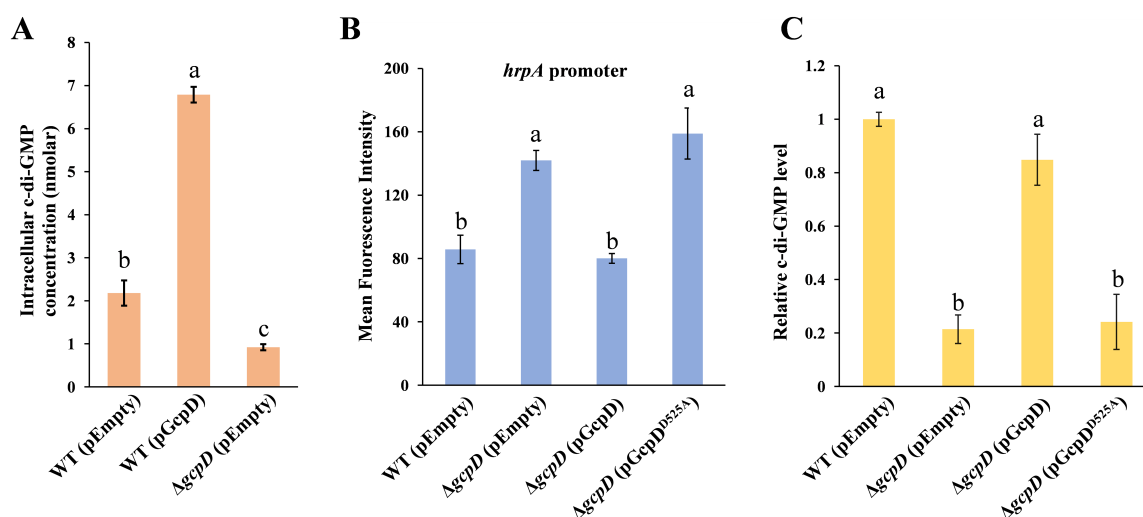 A
Intracellular c-di-GMP
concentration (nmolar)
8
7
6
5
4
3
2
1
0
b
a
c
WT (pEmpty)
WT (pGcpD)
ΔgcpD (pEmpty)
B
hrpA promoter
Mean Fluorescence Intensity
200
160
120
80
40
0
b
a
b
a
WT (pEmpty)
ΔgcpD (pEmpty)
ΔgcpD (pGcpD)
ΔgcpD (pGcpD^D525A)
C
Relative c-di-GMP level
1.2
1
0.8
0.6
0.4
0.2
0
a
b
a
b
WT (pEmpty)
ΔgcpD (pEmpty)
ΔgcpD (pGcpD)
ΔgcpD (pGcpD^D525A)